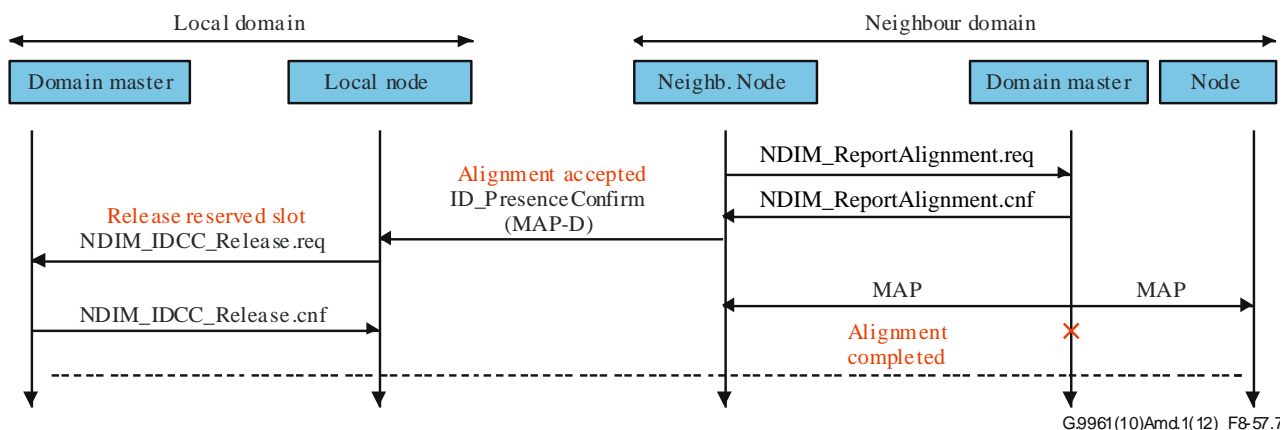 Local domain
Neighbour domain
Domain master
Local node
Neighb. Node
Domain master
Node
NDIM_ReportAlignment.req
Alignment accepted
ID_PresenceConfirm
(MAP-D)
NDIM_ReportAlignment.cnf
Release reserved slot
NDIM_IDCC_Release.req
MAP
MAP
NDIM_IDCC_Release.cnf
Alignment
completed
G.9961(10)Amd.1(12)_F8-57.7